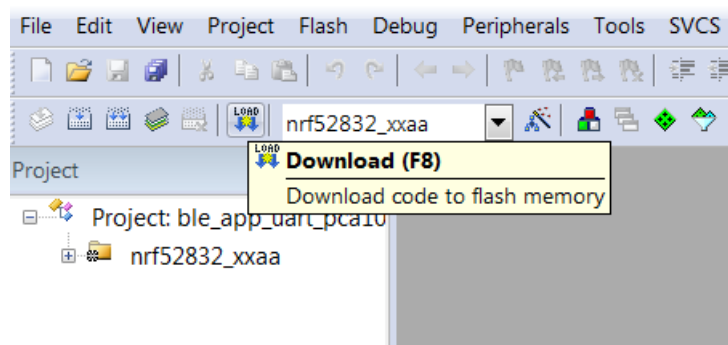 File Edit View Project Flash Debug Peripherals Tools SVCS
LOAD nrf52832_xxaa
LOAD Download (F8)
Project
Download code to flash memory
Project: ble_app_uart_pca10
nrf52832_xxaa